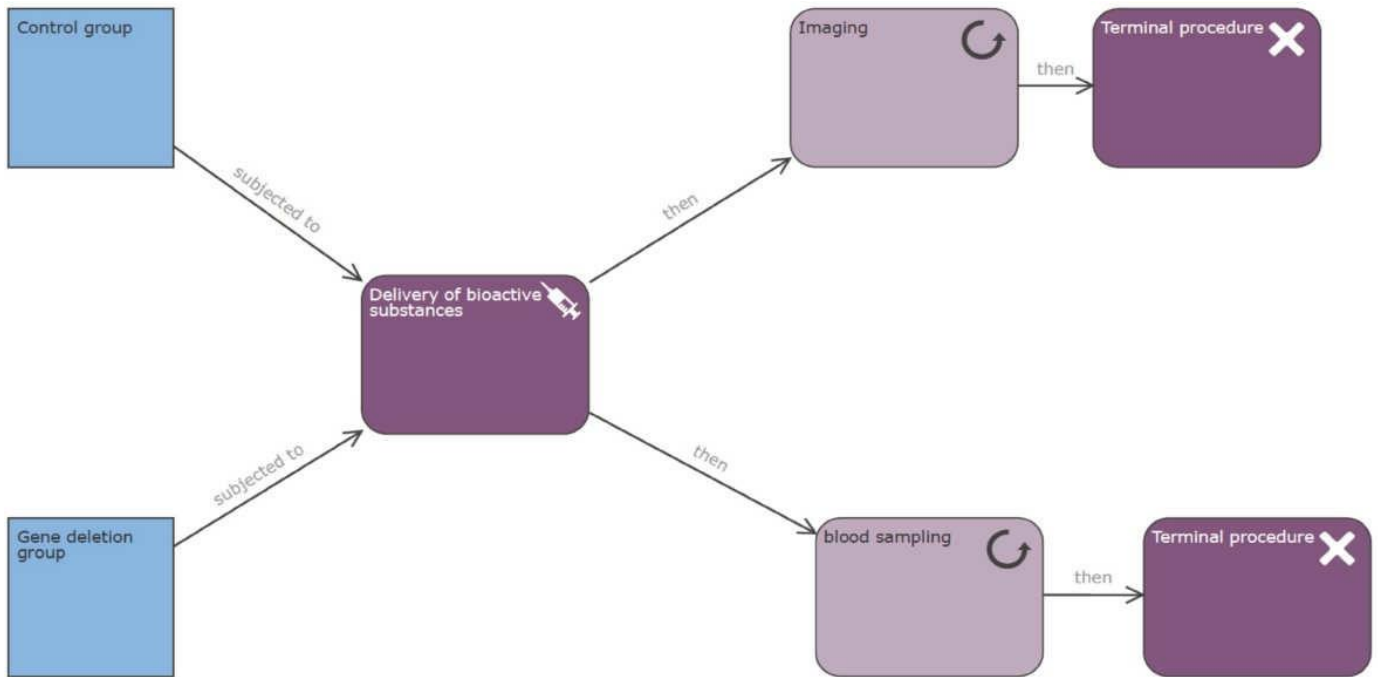 Control group
Imaging
Terminal procedure
then
subjected to
then
Delivery of bioactive
substances
subjected to
then
Gene deletion
group
blood sampling
Terminal procedure
then